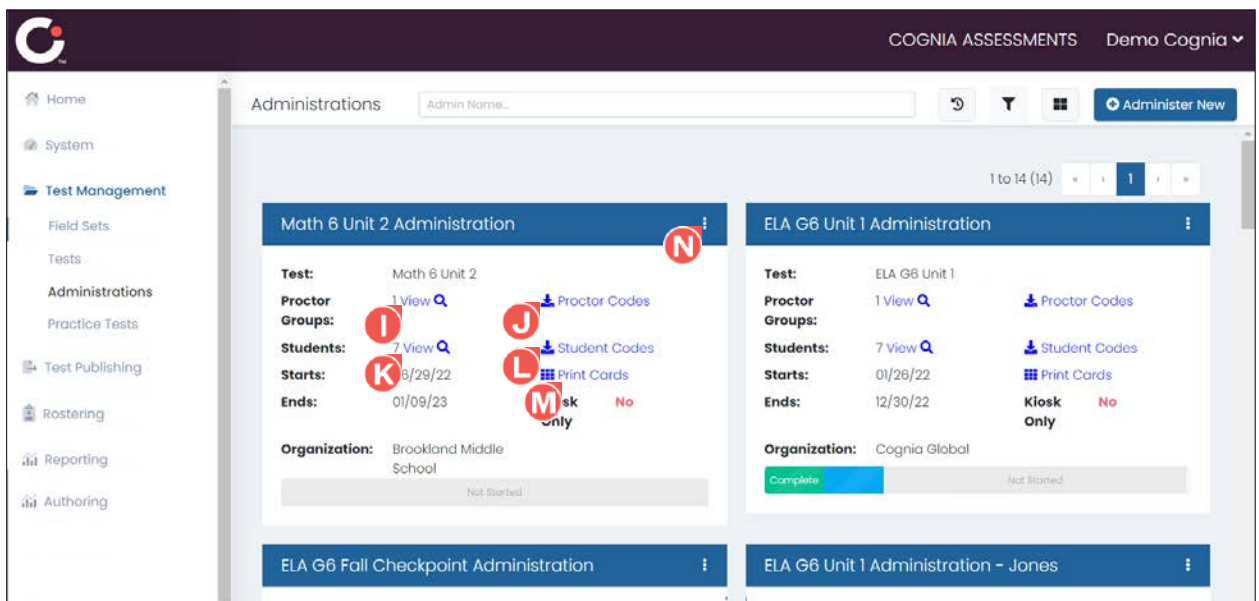 COGNIA ASSESSMENTS Demo Cognia
Home
System
Test Management
Field Sets
Tests
Administrations
Practice Tests
Test Publishing
Rostering
Reporting
Authoring
Administrations Admin Name... Administer New
1 to 14 (14) « ‹ 1 › »
Math 6 Unit 2 Administration
N
Test: Math 6 Unit 2
Proctor Groups: 1 View Proctor Codes
I J
Students: 7 View Student Codes
K L
Starts: 6/29/22 Print Cards
M
Ends: 01/09/23 sk Only No
Organization: Brookland Middle
School
Not Started
ELA G6 Unit 1 Administration
Test: ELA G6 Unit 1
Proctor Groups: 1 View Proctor Codes
Students: 7 View Student Codes
Starts: 01/26/22 Print Cards
Ends: 12/30/22 Kiosk Only No
Organization: Cognia Global
Complete Not Started
ELA G6 Fall Checkpoint Administration
ELA G6 Unit 1 Administration - Jones